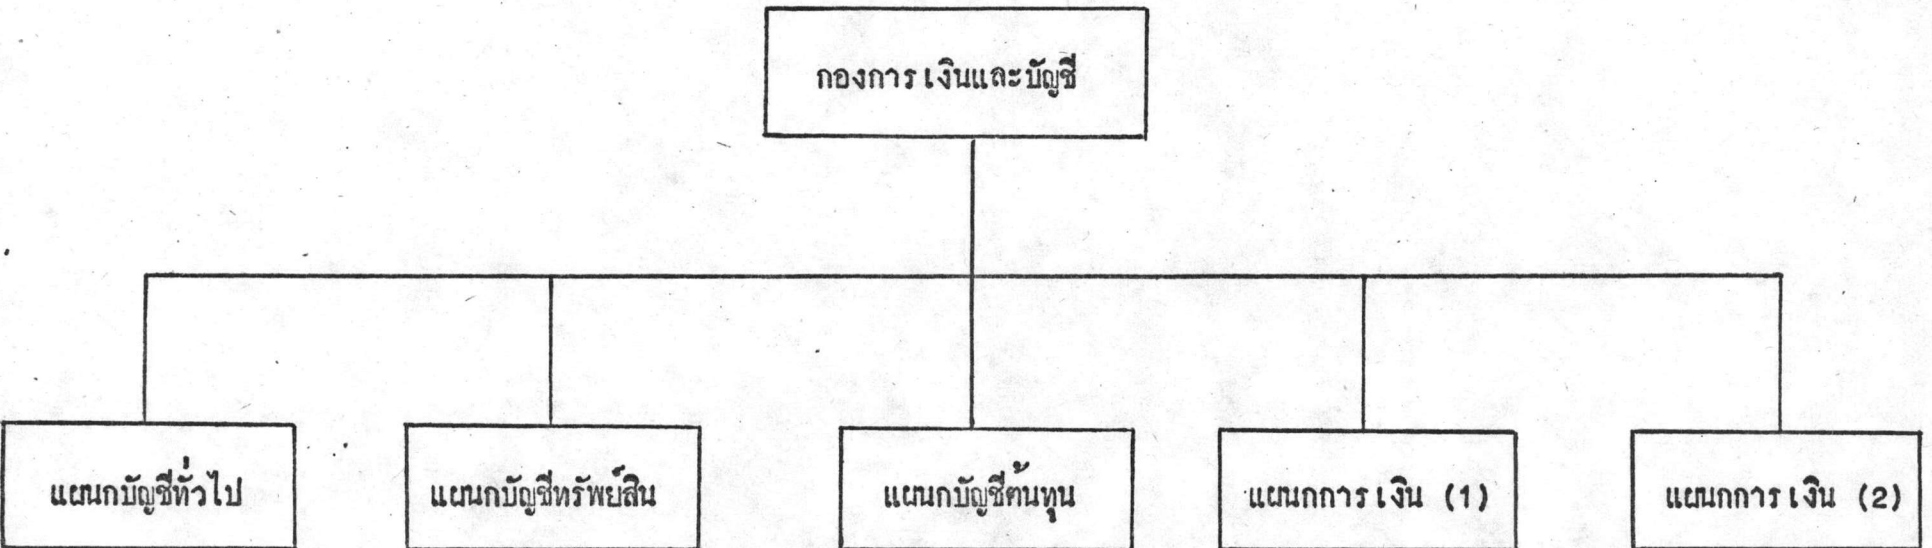 กองการเงินและบัญชี
แผนกบัญชีทั่วไป
แผนกบัญชีทรัพย์สิน
แผนกบัญชีต้นทุน
แผนกการเงิน (1)
แผนกการเงิน (2)